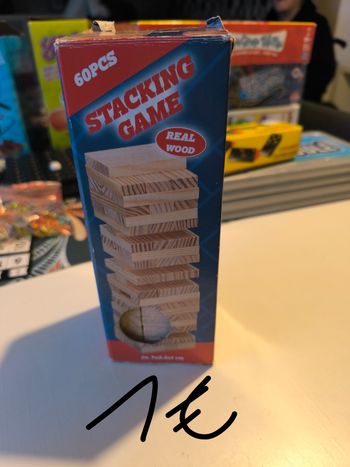 60PCS
STACKING
GAME
REAL
WOOD
1€